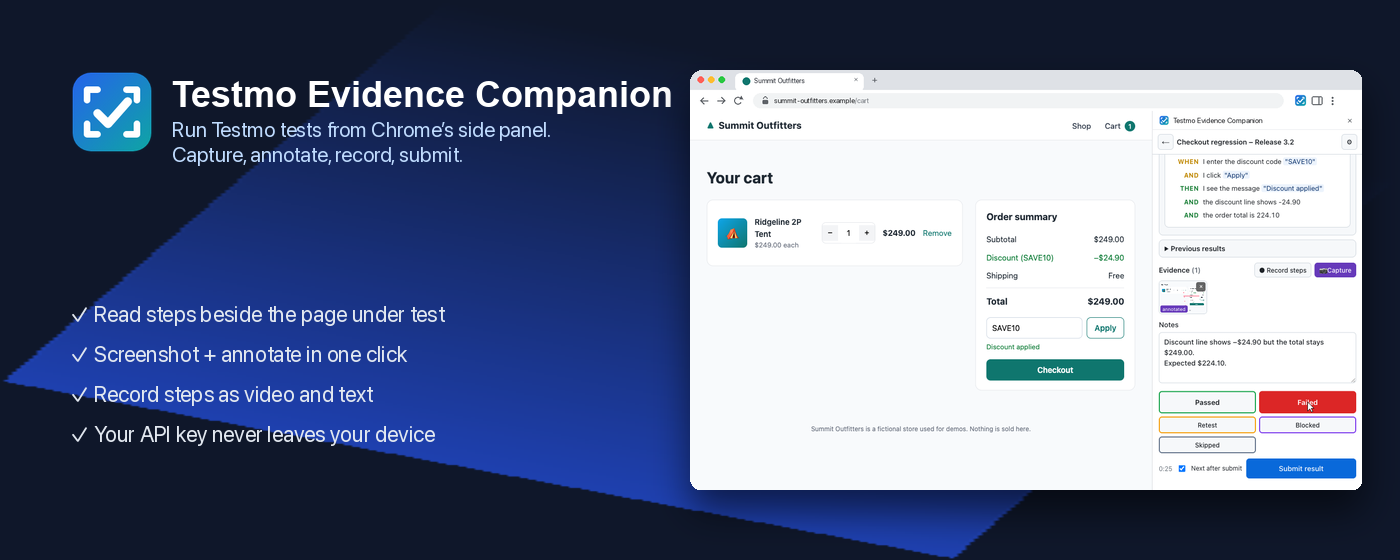 Testmo Evidence Companion
Run Testmo tests from Chrome's side panel.
Capture, annotate, record, submit.
✓ Read steps beside the page under test
✓ Screenshot + annotate in one click
✓ Record steps as video and text
✓ Your API key never leaves your device
Summit Outfitters
summit-outfitters.example/cart
Summit Outfitters
Shop
Cart 1
Your cart
Ridgeline 2P
Tent
$249.00 each
− 1 +
$249.00
Remove
Order summary
Subtotal $249.00
Discount (SAVE10) −$24.90
Shipping Free
Total $249.00
SAVE10
Apply
Discount applied
Checkout
Summit Outfitters is a fictional store used for demos. Nothing is sold here.
Testmo Evidence Companion
Checkout regression – Release 3.2
WHEN I enter the discount code "SAVE10"
AND I click "Apply"
THEN I see the message "Discount applied"
AND the discount line shows -24.90
AND the order total is 224.10
Previous results
Evidence (1)
Record steps
Capture
annotated
Notes
Discount line shows −$24.90 but the total stays
$249.00.
Expected $224.10.
Passed
Failed
Retest
Blocked
Skipped
0:25
Next after submit
Submit result